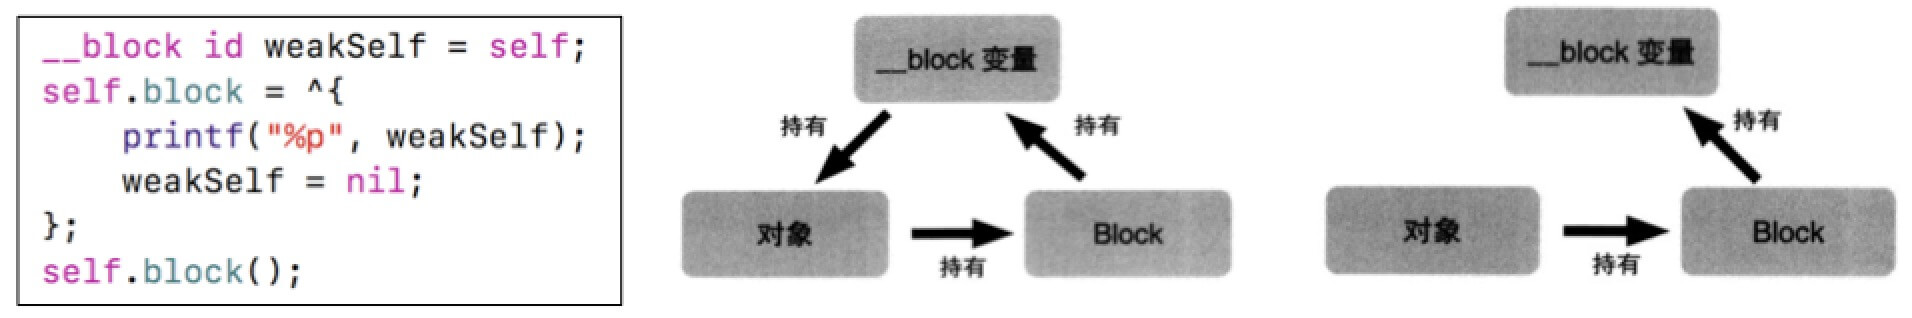 __block id weakSelf = self;
self.block = ^{
    printf("%p", weakSelf);
    weakSelf = nil;
};
self.block();
__block 变量
持有
持有
对象
持有
Block
__block 变量
持有
对象
持有
Block